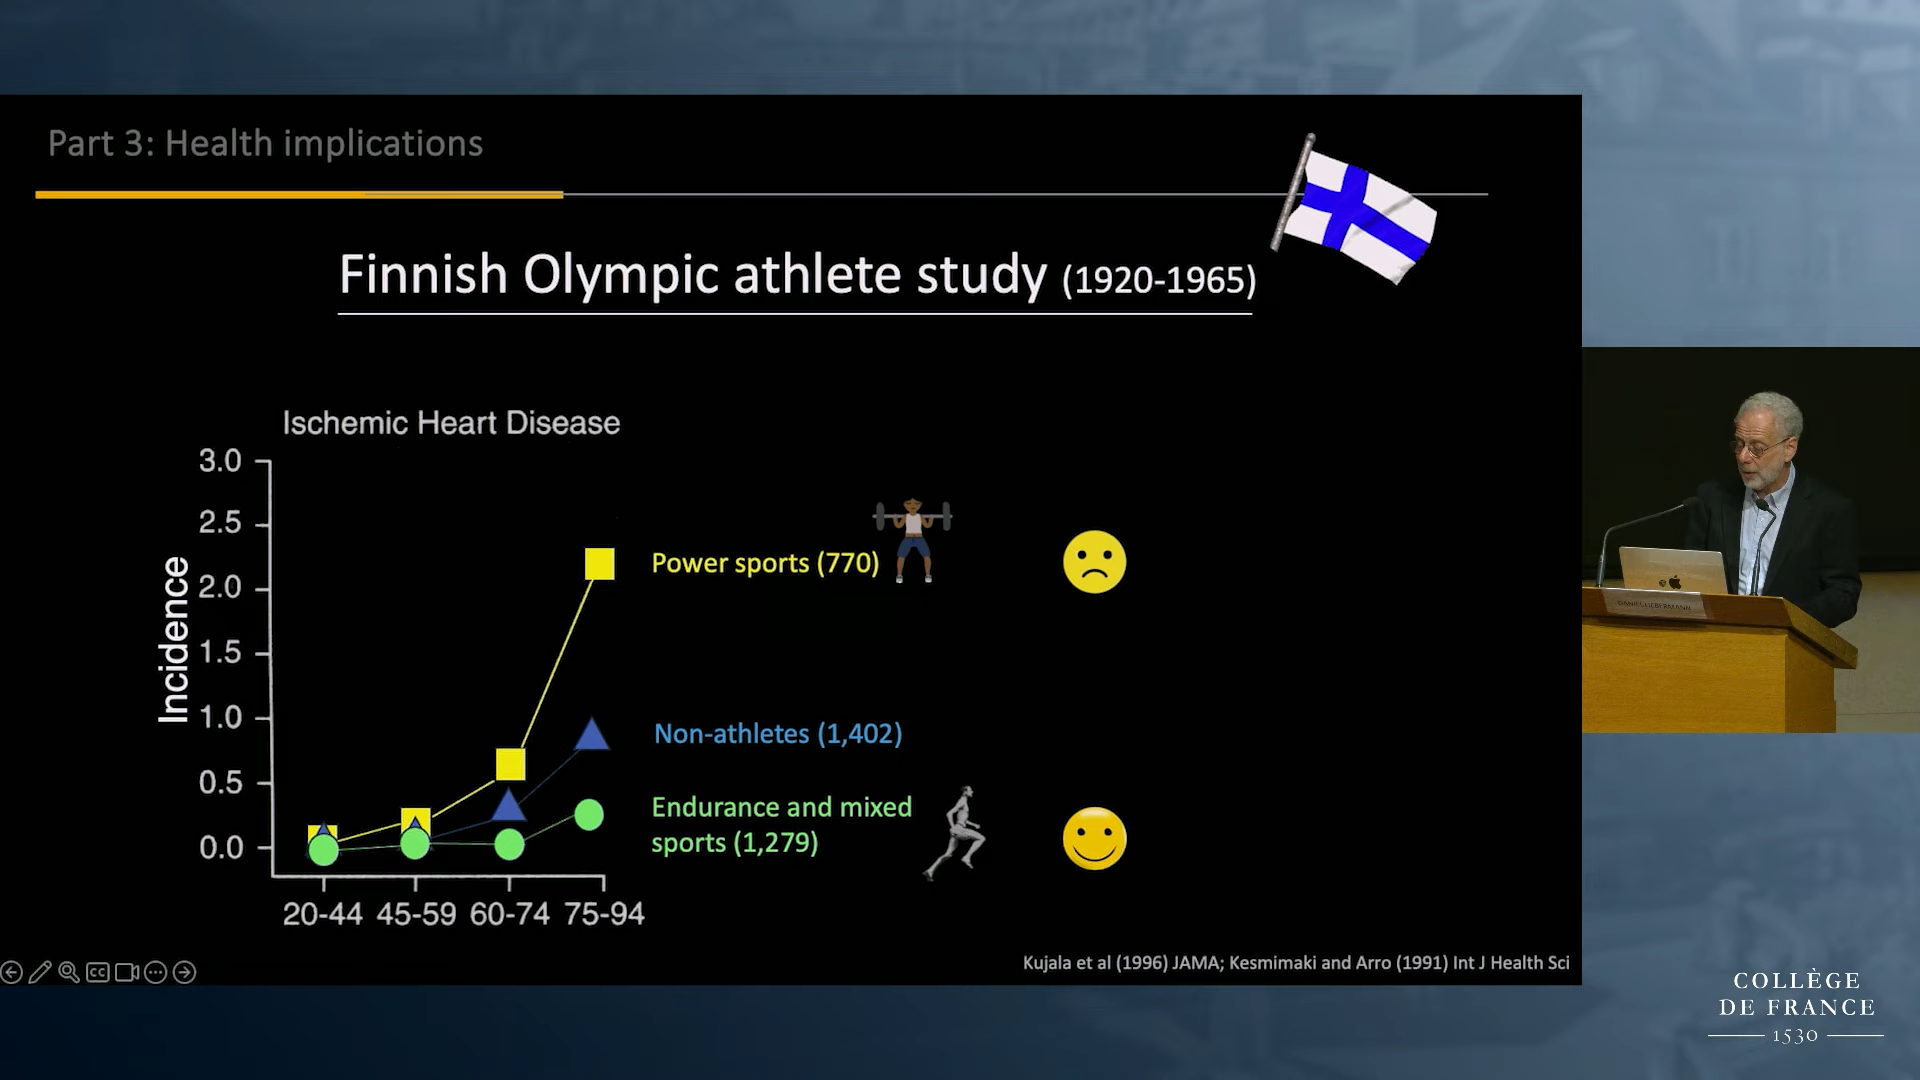 Part 3: Health implications
Finnish Olympic athlete study (1920-1965)
Ischemic Heart Disease
Incidence
3.0
2.5
2.0
1.5
1.0
0.5
0.0
20-44 45-59 60-74 75-94
Power sports (770)
Non-athletes (1,402)
Endurance and mixed
sports (1,279)
Kujala et al (1996) JAMA; Kesmimaki and Arro (1991) Int J Health Sci
CC
DANIEL LIEBERMANN
COLLÈGE
DE FRANCE
1530